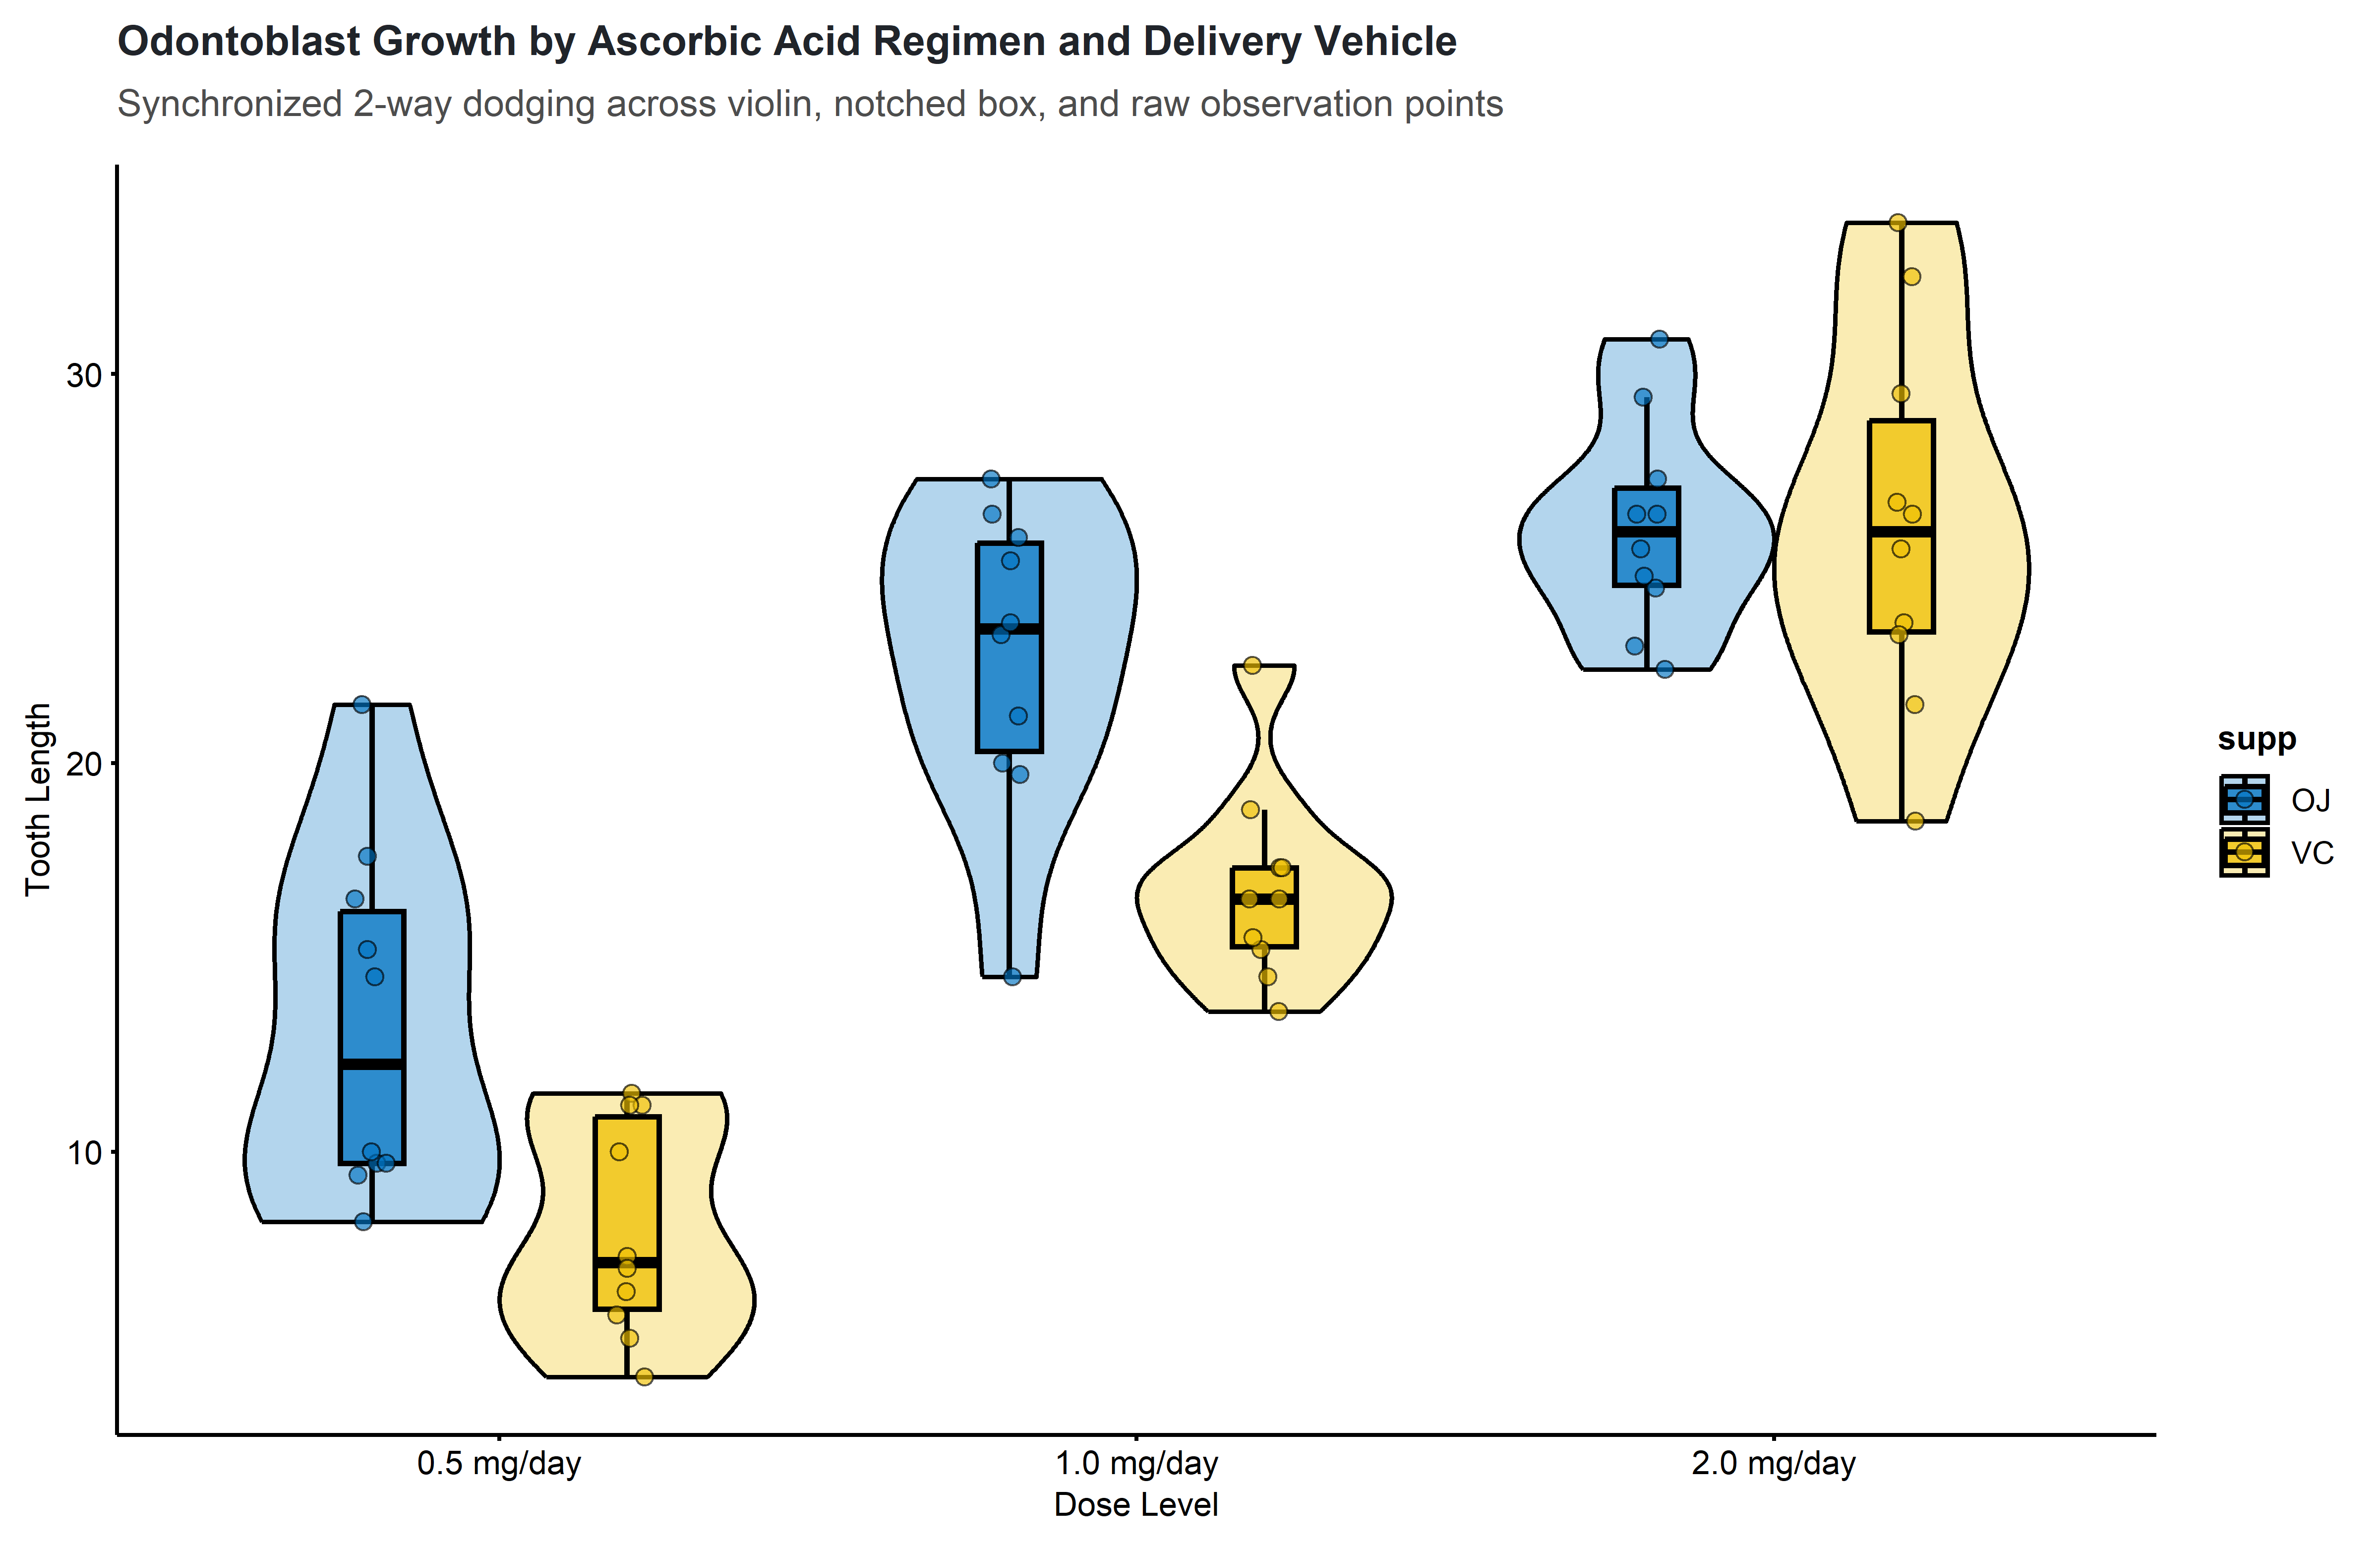 Odontoblast Growth by Ascorbic Acid Regimen and Delivery Vehicle
Synchronized 2-way dodging across violin, notched box, and raw observation points
Tooth Length
30
20
10
0.5 mg/day
1.0 mg/day
2.0 mg/day
Dose Level
supp
OJ
VC